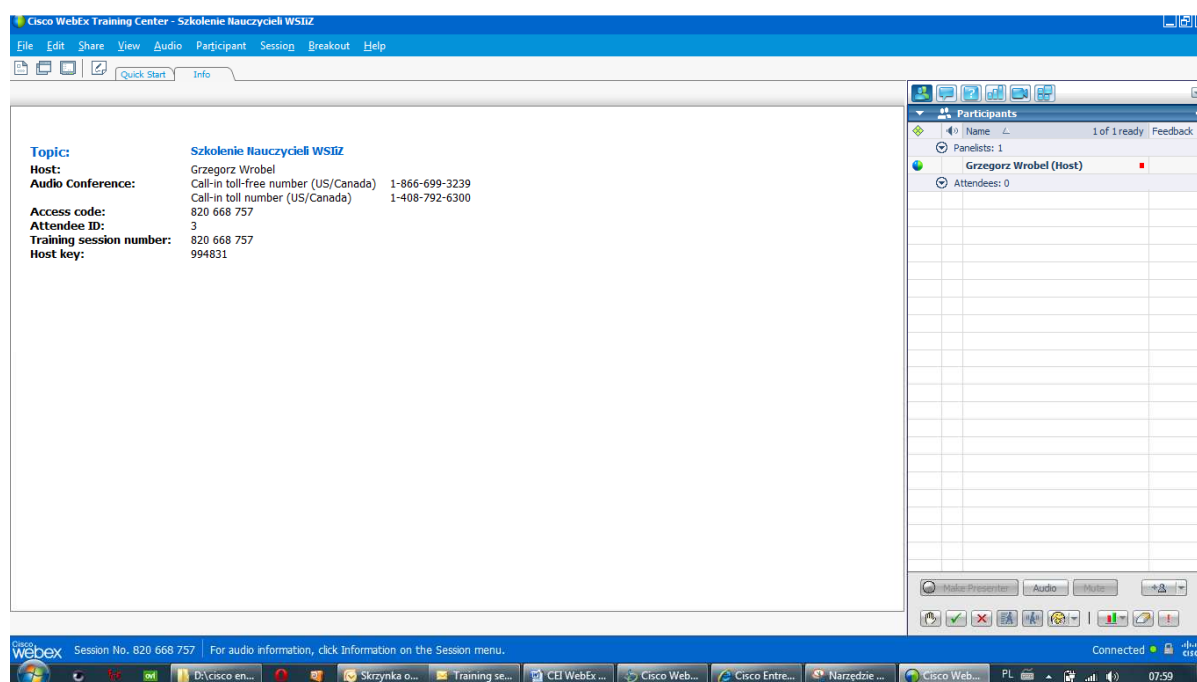 Cisco WebEx Training Center - Szkolenie Nauczycieli WSIiZ
File Edit Share View Audio Participant Session Breakout Help
Quick Start Info
Participants
Name 1 of 1 ready Feedback
Panelists: 1
Grzegorz Wrobel (Host)
Attendees: 0
Topic: Szkolenie Nauczycieli WSIiZ
Host: Grzegorz Wrobel
Audio Conference: Call-in toll-free number (US/Canada) 1-866-699-3239
Call-in toll number (US/Canada) 1-408-792-6300
Access code: 820 668 757
Attendee ID: 3
Training session number: 820 668 757
Host key: 994831
Make Presenter Audio Mute
Cisco webex Session No. 820 668 757 For audio information, click Information on the Session menu. Connected
ovi D:\cisco en... Skrzynka o... Training se... CEI WebEx ... Cisco Web... Cisco Entre... Narzędzie ... Cisco Web... PL 07:59